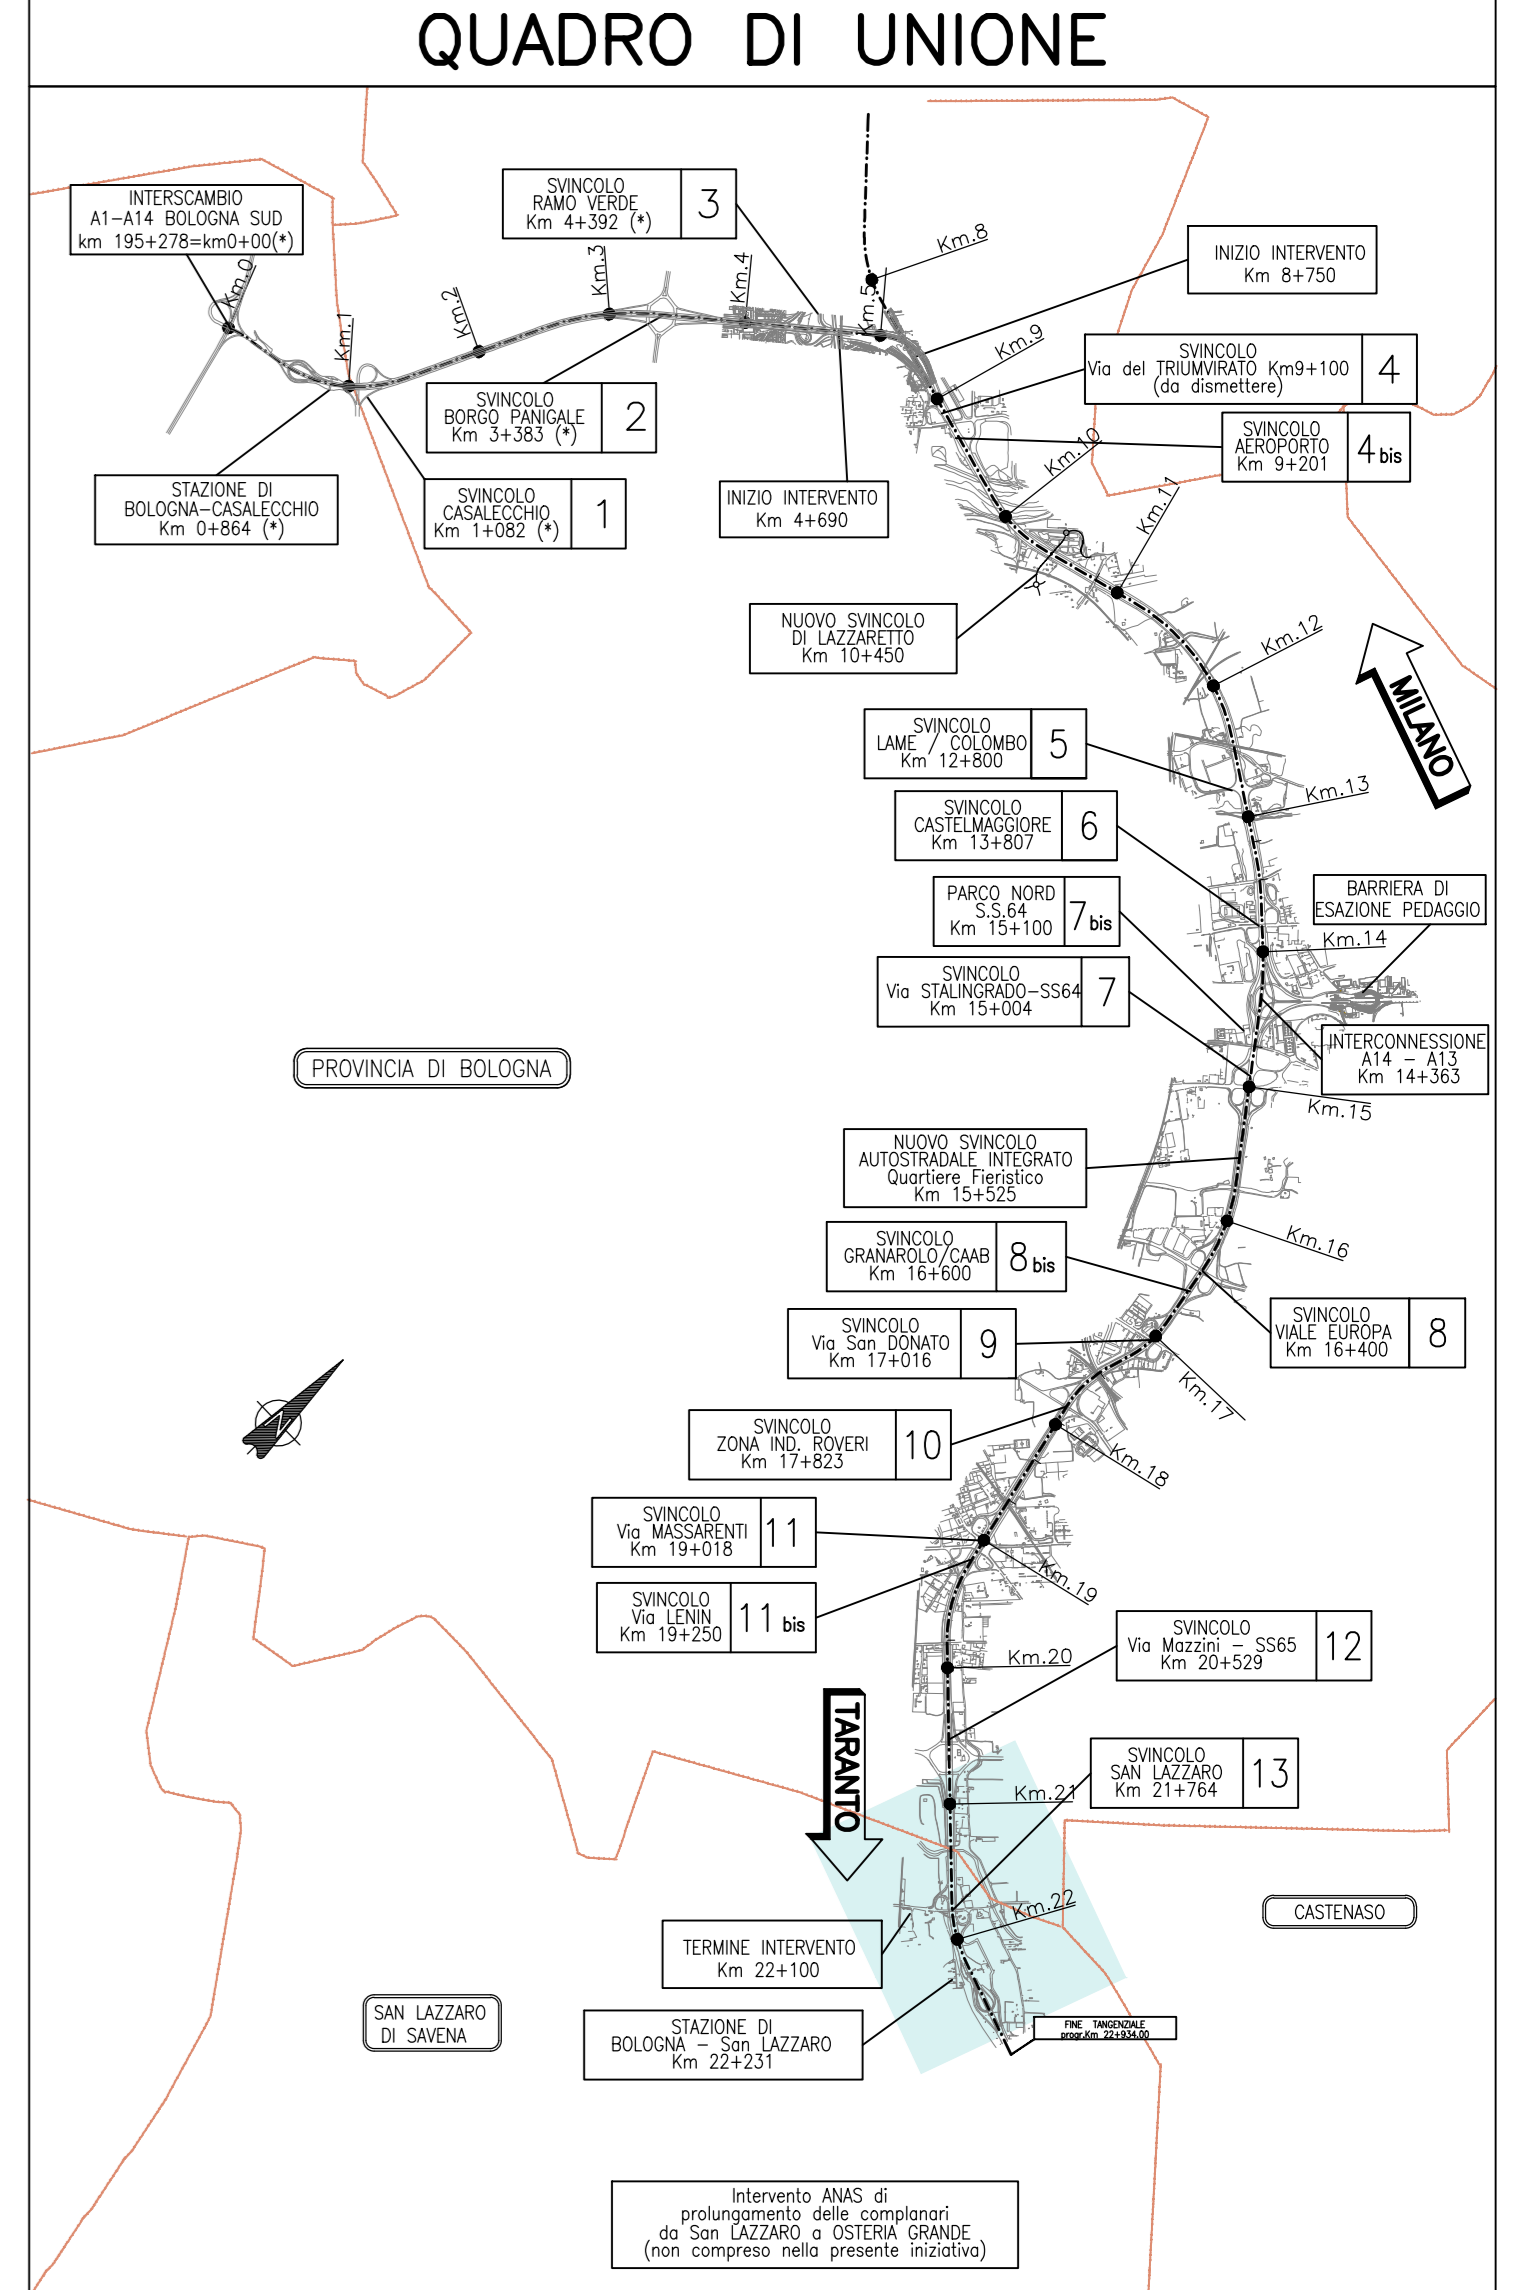 QUADRO DI UNIONE
INTERSCAMBIO
A1-A14 BOLOGNA SUD
km 195+278=km0+00(*)
SVINCOLO
RAMO VERDE
Km 4+392 (*)
3
Km.0
Km.1
Km.2
Km.3
Km.4
Km.5
Km.8
INIZIO INTERVENTO
Km 8+750
Km.9
SVINCOLO
Via del TRIUMVIRATO Km9+100
(da dismettere)
4
SVINCOLO
BORGO PANIGALE
Km 3+383 (*)
2
SVINCOLO
AEROPORTO
Km 9+201
4 bis
Km.10
STAZIONE DI
BOLOGNA-CASALECCHIO
Km 0+864 (*)
SVINCOLO
CASALECCHIO
Km 1+082 (*)
1
INIZIO INTERVENTO
Km 4+690
Km.11
NUOVO SVINCOLO
DI LAZZARETTO
Km 10+450
Km.12
MILANO
SVINCOLO
LAME / COLOMBO
Km 12+800
5
Km.13
SVINCOLO
CASTELMAGGIORE
Km 13+807
6
PARCO NORD
S.S.64
Km 15+100
7 bis
BARRIERA DI
ESAZIONE PEDAGGIO
Km.14
SVINCOLO
Via STALINGRADO-SS64
Km 15+004
7
INTERCONNESSIONE
A14 - A13
Km 14+363
PROVINCIA DI BOLOGNA
Km.15
NUOVO SVINCOLO
AUTOSTRADALE INTEGRATO
Quartiere Fieristico
Km 15+525
Km.16
SVINCOLO
GRANAROLO/CAAB
Km 16+600
8 bis
SVINCOLO
VIALE EUROPA
Km 16+400
8
SVINCOLO
Via San DONATO
Km 17+016
9
Km.17
SVINCOLO
ZONA IND. ROVERI
Km 17+823
10
Km.18
SVINCOLO
Via MASSARENTI
Km 19+018
11
Km.19
SVINCOLO
Via LENIN
Km 19+250
11 bis
SVINCOLO
Via Mazzini - SS65
Km 20+529
12
Km.20
TARANTO
SVINCOLO
SAN LAZZARO
Km 21+764
13
Km.21
Km.22
CASTENASO
TERMINE INTERVENTO
Km 22+100
SAN LAZZARO
DI SAVENA
STAZIONE DI
BOLOGNA - San LAZZARO
Km 22+231
FINE TANGENZIALE
progr.Km 22+934.00
Intervento ANAS di
prolungamento delle complanari
da San LAZZARO a OSTERIA GRANDE
(non compreso nella presente iniziativa)